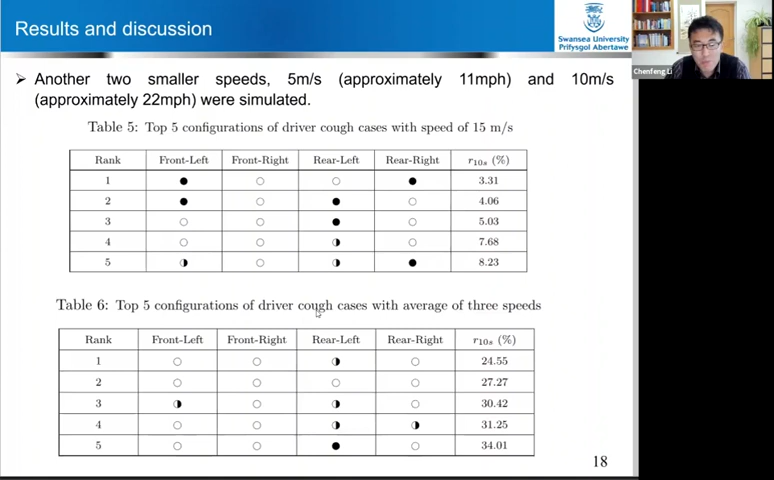 Results and discussion
Swansea University
Prifysgol Abertawe
➢ Another two smaller speeds, 5m/s (approximately 11mph) and 10m/s
(approximately 22mph) were simulated.
Table 5: Top 5 configurations of driver cough cases with speed of 15 m/s
Rank Front-Left Front-Right Rear-Left Rear-Right r10s (%)
1 ● ○ ○ ● 3.31
2 ● ○ ● ○ 4.06
3 ○ ○ ● ○ 5.03
4 ○ ○ ◑ ○ 7.68
5 ◑ ○ ◑ ● 8.23
Table 6: Top 5 configurations of driver cough cases with average of three speeds
Rank Front-Left Front-Right Rear-Left Rear-Right r10s (%)
1 ○ ○ ◑ ○ 24.55
2 ○ ○ ○ ○ 27.27
3 ◑ ○ ◑ ○ 30.42
4 ○ ○ ◑ ◑ 31.25
5 ○ ○ ● ○ 34.01
18
Chenfeng Li